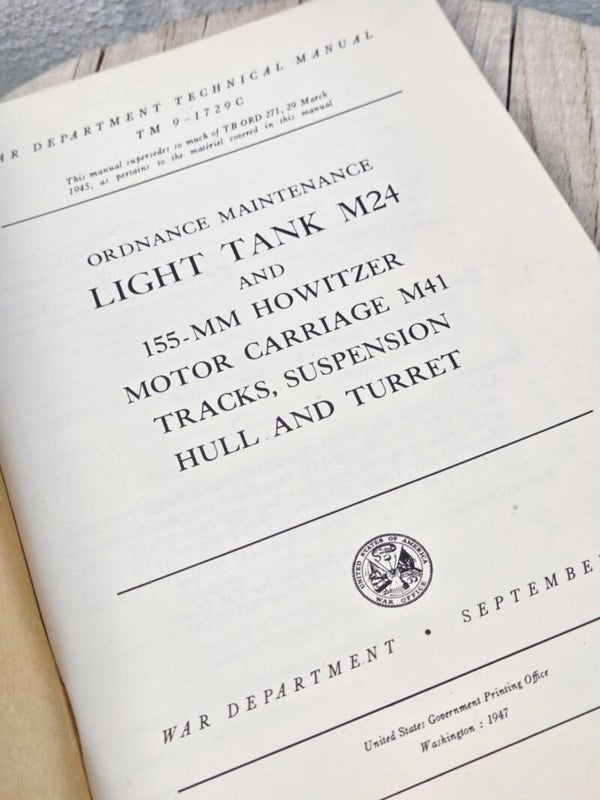 WAR DEPARTMENT TECHNICAL MANUAL
TM 9-1729C
This manual supersedes so much of TB ORD 271, 29 March
1945, as pertains to the matériel covered in this manual
ORDNANCE MAINTENANCE
LIGHT TANK M24
AND
155-MM HOWITZER
MOTOR CARRIAGE M41
TRACKS, SUSPENSION
HULL AND TURRET
UNITED STATES OF AMERICA
WAR OFFICE
WAR DEPARTMENT • SEPTEMBER
United States Government Printing Office
Washington : 1947